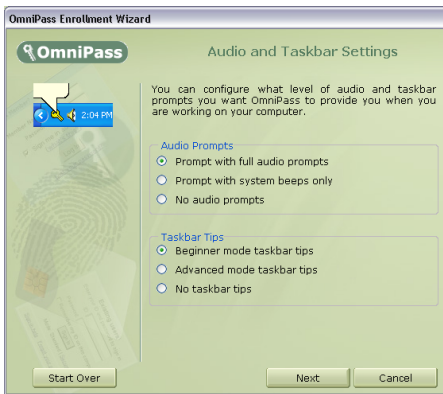 OmniPass Enrollment Wizard
OmniPass
Audio and Taskbar Settings
2:04 PM
You can configure what level of audio and taskbar
prompts you want OmniPass to provide you when you
are working on your computer.
Audio Prompts
Prompt with full audio prompts
Prompt with system beeps only
No audio prompts
Taskbar Tips
Beginner mode taskbar tips
Advanced mode taskbar tips
No taskbar tips
Start Over
Next
Cancel